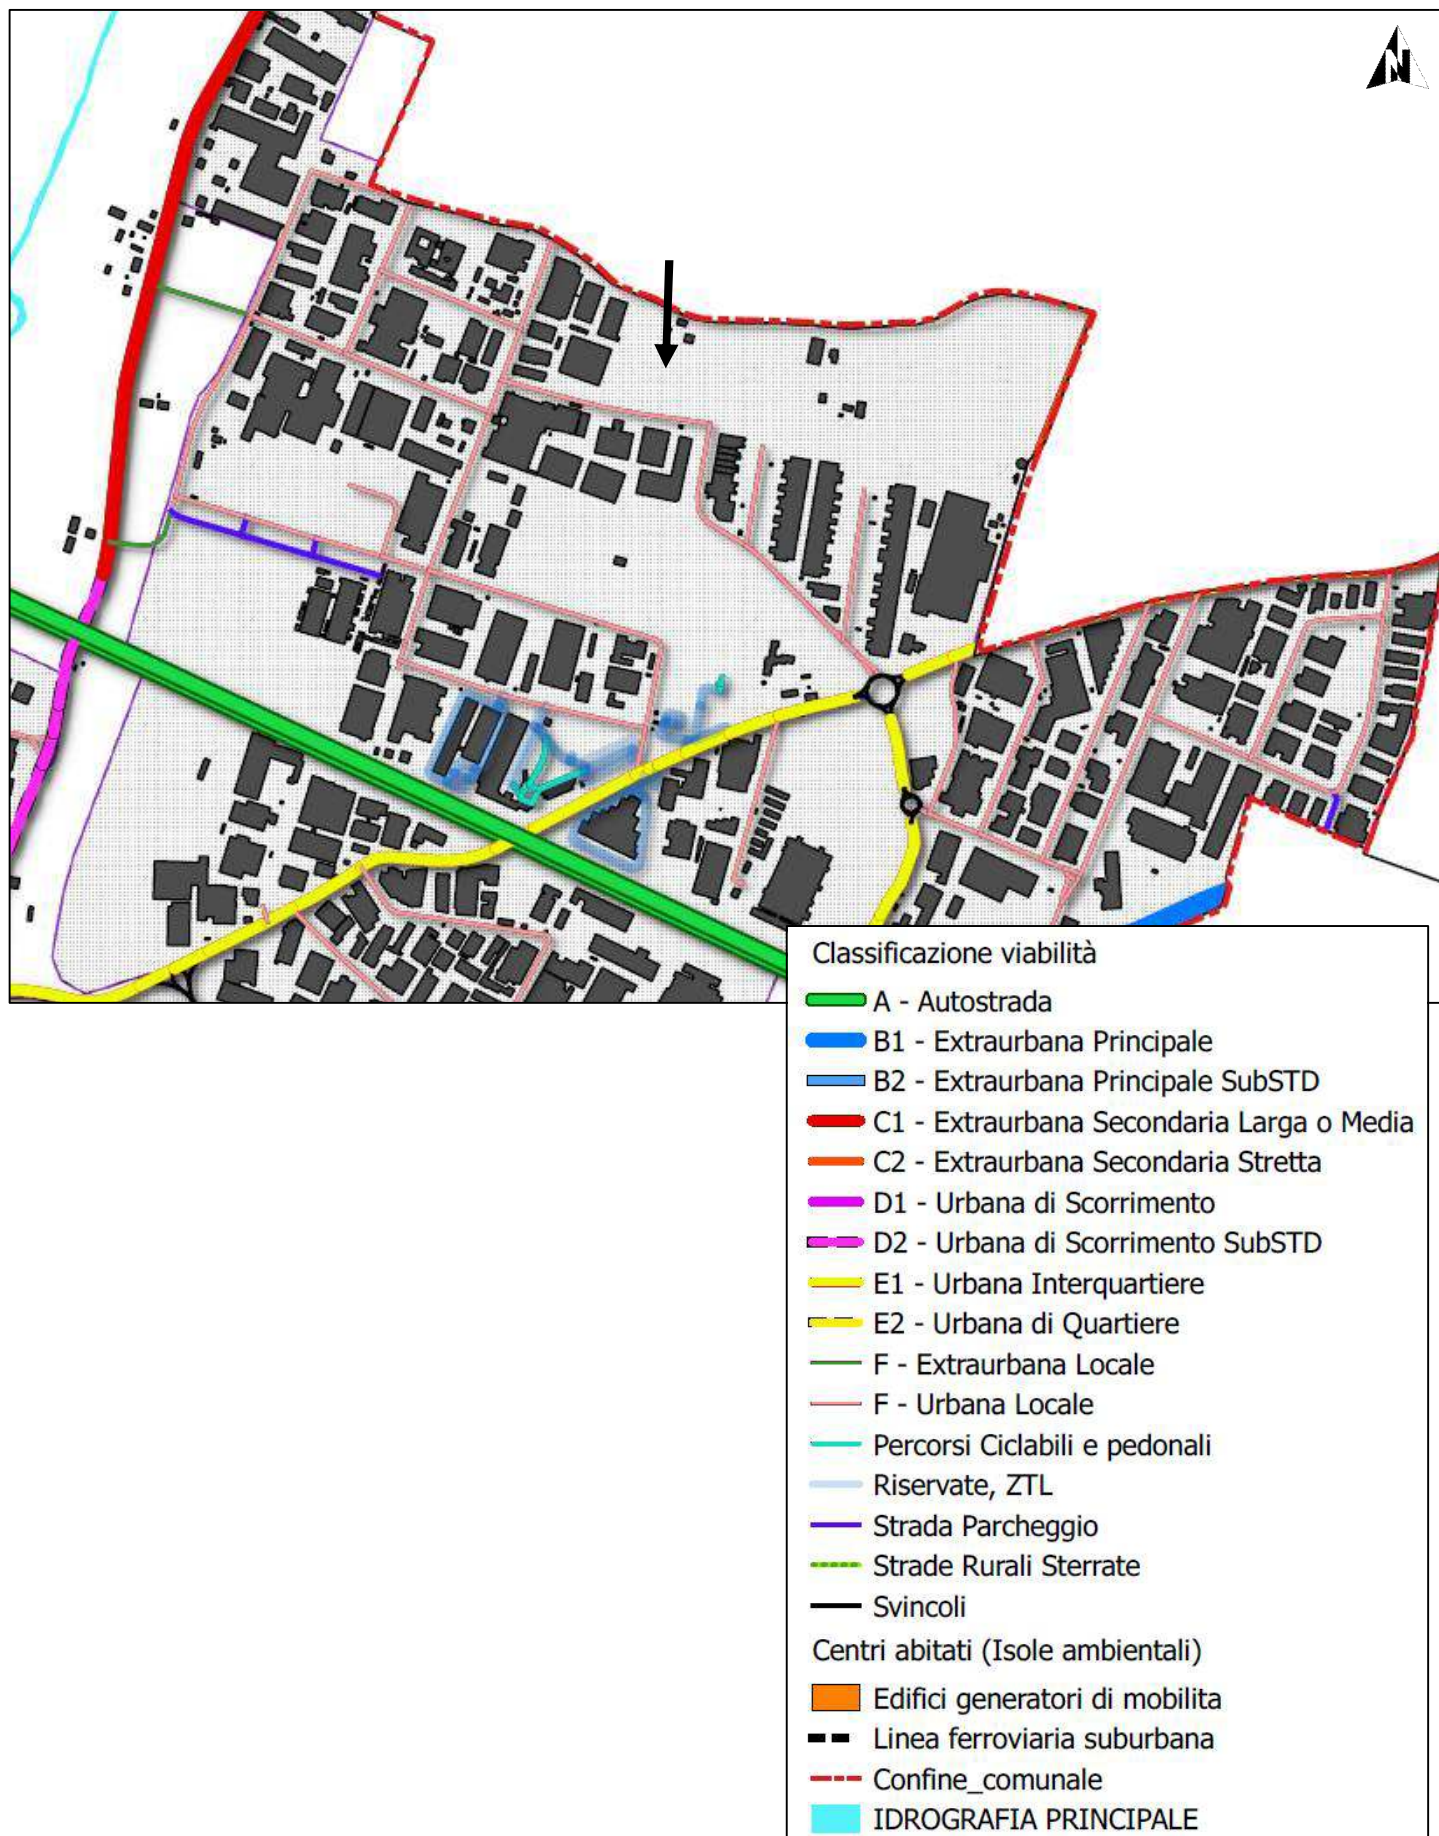 N
Classificazione viabilità
A - Autostrada
B1 - Extraurbana Principale
B2 - Extraurbana Principale SubSTD
C1 - Extraurbana Secondaria Larga o Media
C2 - Extraurbana Secondaria Stretta
D1 - Urbana di Scorrimento
D2 - Urbana di Scorrimento SubSTD
E1 - Urbana Interquartiere
E2 - Urbana di Quartiere
F - Extraurbana Locale
F - Urbana Locale
Percorsi Ciclabili e pedonali
Riservate, ZTL
Strada Parcheggio
Strade Rurali Sterrate
Svincoli
Centri abitati (Isole ambientali)
Edifici generatori di mobilita
Linea ferroviaria suburbana
Confine_comunale
IDROGRAFIA PRINCIPALE